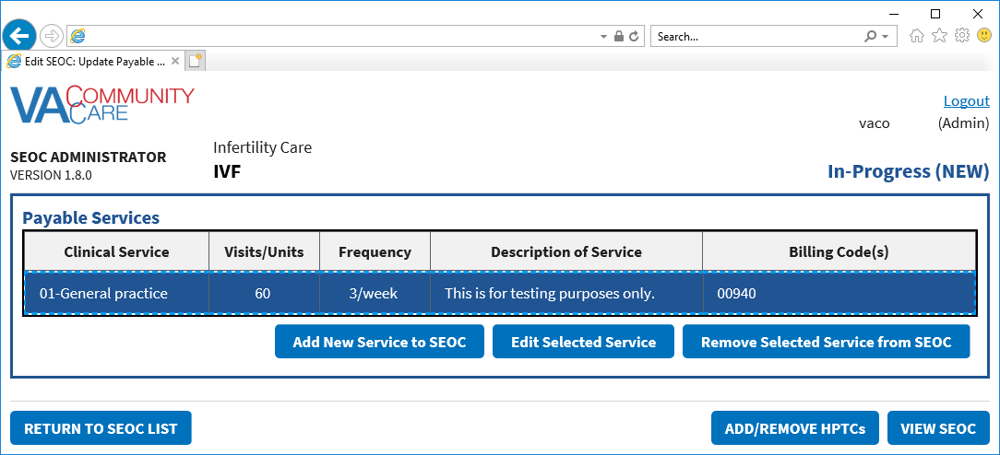 Search...
Edit SEOC: Update Payable ...
VA COMMUNITY CARE
Logout
vaco (Admin)
Infertility Care
SEOC ADMINISTRATOR
IVF
VERSION 1.8.0
In-Progress (NEW)
Payable Services
Clinical Service Visits/Units Frequency Description of Service Billing Code(s)
01-General practice 60 3/week This is for testing purposes only. 00940
Add New Service to SEOC Edit Selected Service Remove Selected Service from SEOC
RETURN TO SEOC LIST ADD/REMOVE HPTCs VIEW SEOC